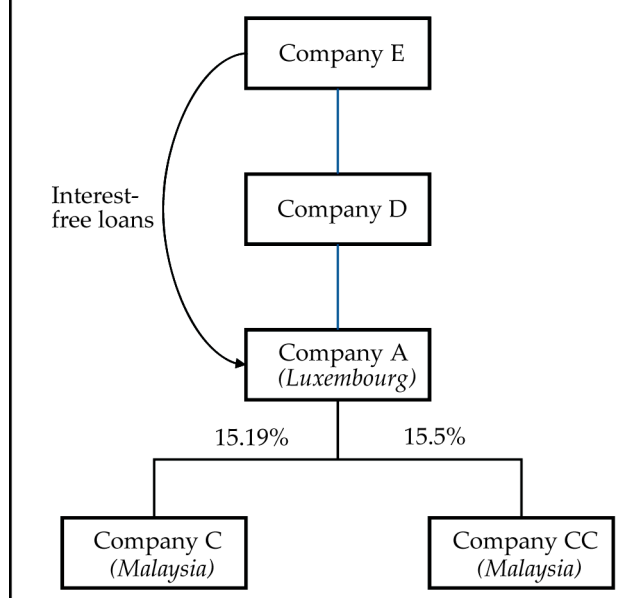 Company E
Interest-
free loans
Company D
Company A
(Luxembourg)
15.19%
15.5%
Company C
(Malaysia)
Company CC
(Malaysia)